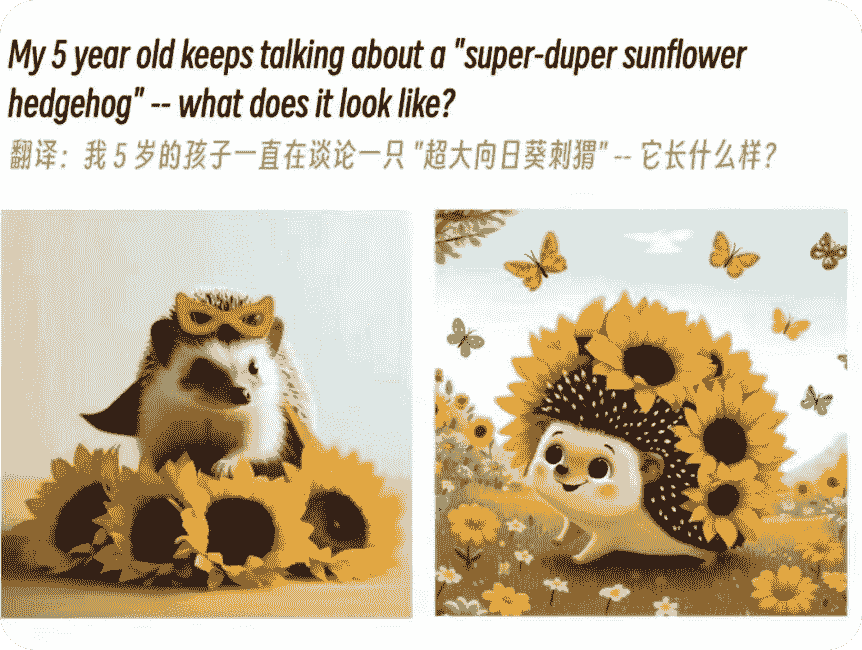 My 5 year old keeps talking about a "super-duper sunflower
hedgehog" -- what does it look like?
翻译：我 5 岁的孩子一直在谈论一只 "超大向日葵刺猬" -- 它长什么样？